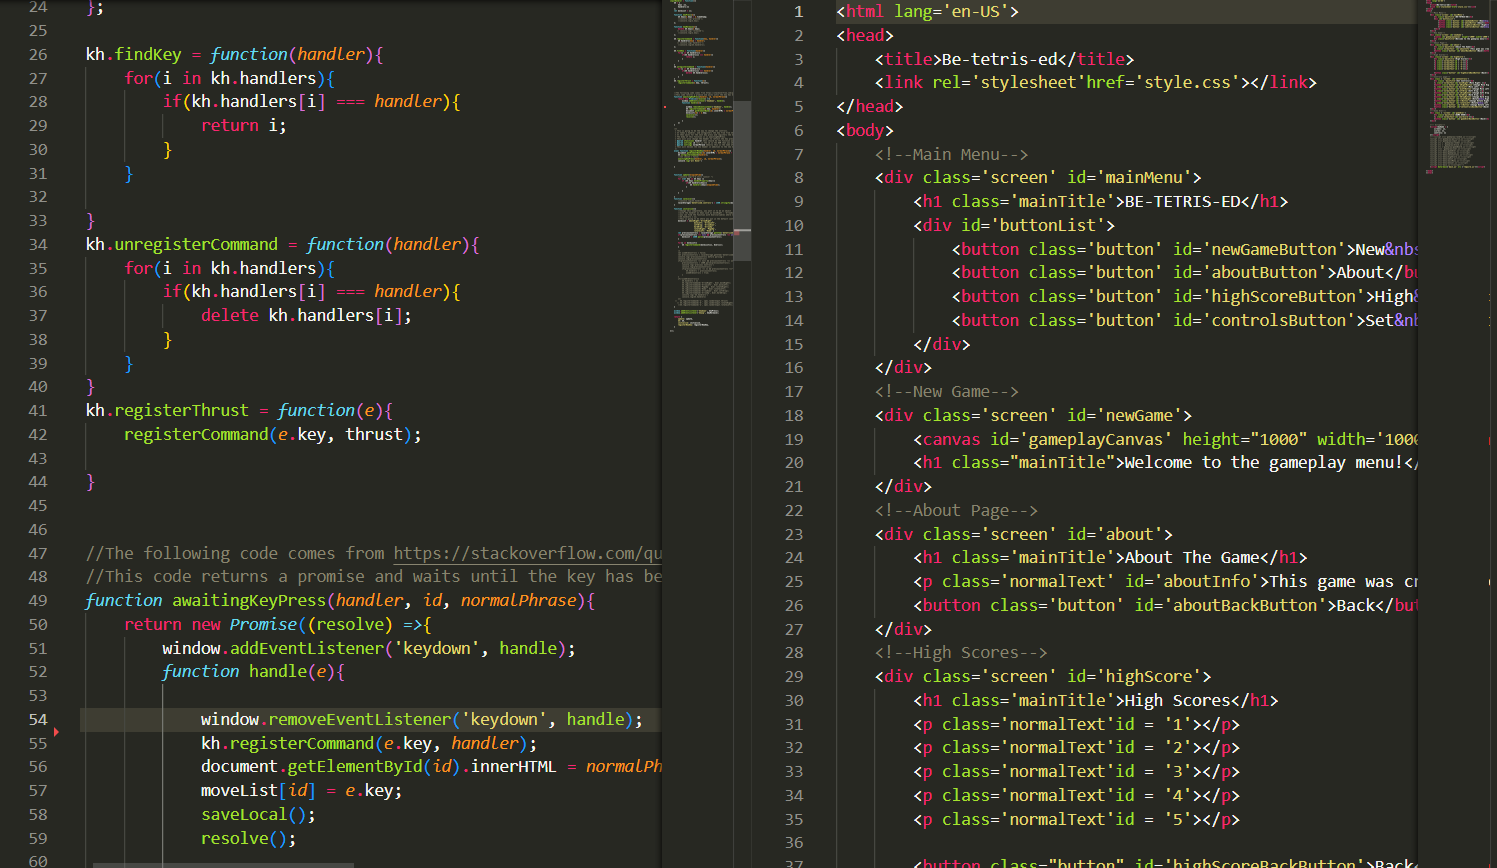 24 };
25
26 kh.findKey = function(handler){
27 for(i in kh.handlers){
28 if(kh.handlers[i] === handler){
29 return i;
30 }
31 }
32
33 }
34 kh.unregisterCommand = function(handler){
35 for(i in kh.handlers){
36 if(kh.handlers[i] === handler){
37 delete kh.handlers[i];
38 }
39 }
40 }
41 kh.registerThrust = function(e){
42 registerCommand(e.key, thrust);
43
44 }
45
46
47 //The following code comes from https://stackoverflow.com/qu
48 //This code returns a promise and waits until the key has be
49 function awaitingKeyPress(handler, id, normalPhrase){
50 return new Promise((resolve) =>{
51 window.addEventListener('keydown', handle);
52 function handle(e){
53
54 window.removeEventListener('keydown', handle);
55 kh.registerCommand(e.key, handler);
56 document.getElementById(id).innerHTML = normalPh
57 moveList[id] = e.key;
58 saveLocal();
59 resolve();
60
1 <html lang='en-US'>
2 <head>
3 <title>Be-tetris-ed</title>
4 <link rel='stylesheet'href='style.css'></link>
5 </head>
6 <body>
7 <!--Main Menu-->
8 <div class='screen' id='mainMenu'>
9 <h1 class='mainTitle'>BE-TETRIS-ED</h1>
10 <div id='buttonList'>
11 <button class='button' id='newGameButton'>New&nbs
12 <button class='button' id='aboutButton'>About</bu
13 <button class='button' id='highScoreButton'>High&
14 <button class='button' id='controlsButton'>Set&nb
15 </div>
16 </div>
17 <!--New Game-->
18 <div class='screen' id='newGame'>
19 <canvas id='gameplayCanvas' height="1000" width='1000
20 <h1 class="mainTitle">Welcome to the gameplay menu!</
21 </div>
22 <!--About Page-->
23 <div class='screen' id='about'>
24 <h1 class='mainTitle'>About The Game</h1>
25 <p class='normalText' id='aboutInfo'>This game was cr
26 <button class='button' id='aboutBackButton'>Back</but
27 </div>
28 <!--High Scores-->
29 <div class='screen' id='highScore'>
30 <h1 class='mainTitle'>High Scores</h1>
31 <p class='normalText'id = '1'></p>
32 <p class='normalText'id = '2'></p>
33 <p class='normalText'id = '3'></p>
34 <p class='normalText'id = '4'></p>
35 <p class='normalText'id = '5'></p>
36
37 <button class="button" id='highScoreBackButton'>Back